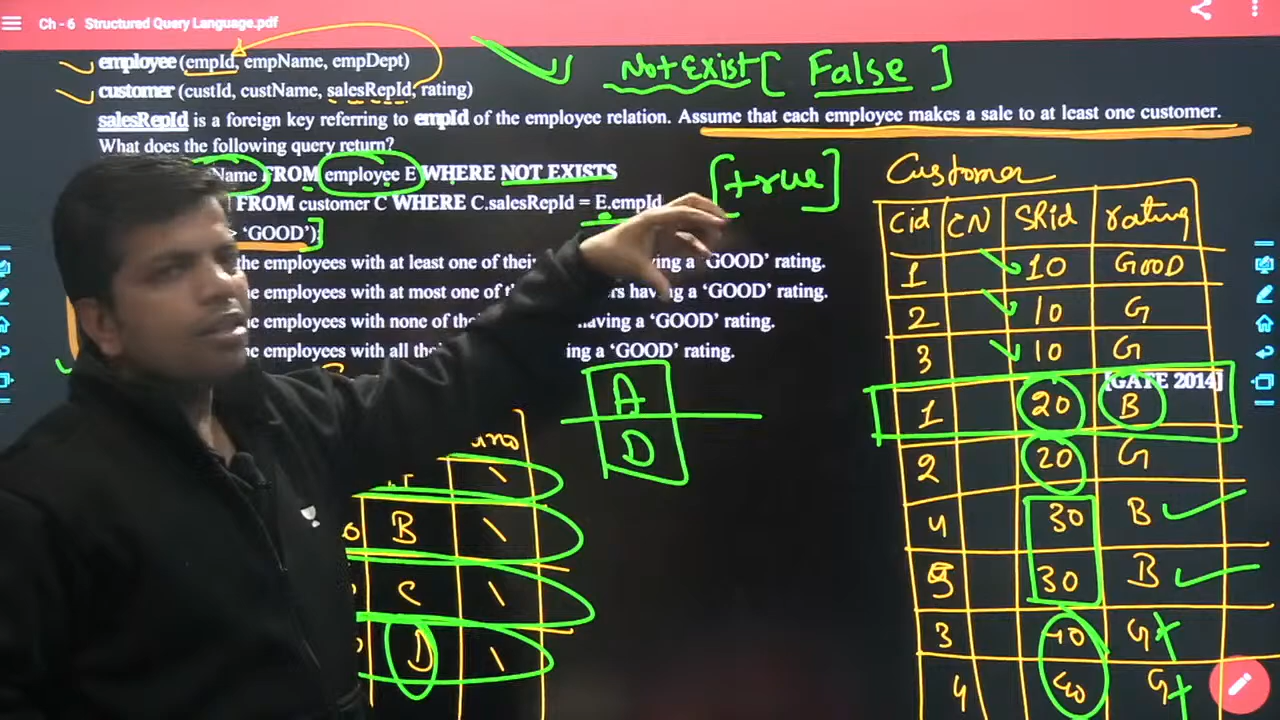 Ch - 6 Structured Query Language.pdf
employee (empId, empName, empDept)
customer (custId, custName, salesRepId, rating)
salesRepId is a foreign key referring to empId of the employee relation. Assume that each employee makes a sale to at least one customer.
What does the following query return?
Name FROM employee E WHERE NOT EXISTS
FROM customer C WHERE C.salesRepId = E.empId
'GOOD');
the employees with at least one of their having a 'GOOD' rating.
employees with at most one of having a 'GOOD' rating.
employees with none of having a 'GOOD' rating.
employees with all a 'GOOD' rating.
[GATE 2014]
Not Exist [ False ]
[true]
Customer
Cid CN SRid rating
1 10 GOOD
2 10 G
3 10 G
1 20 B
2 20 G
4 30 B
5 30 B
3 40 G
4 40 G
A
D
B
C
D